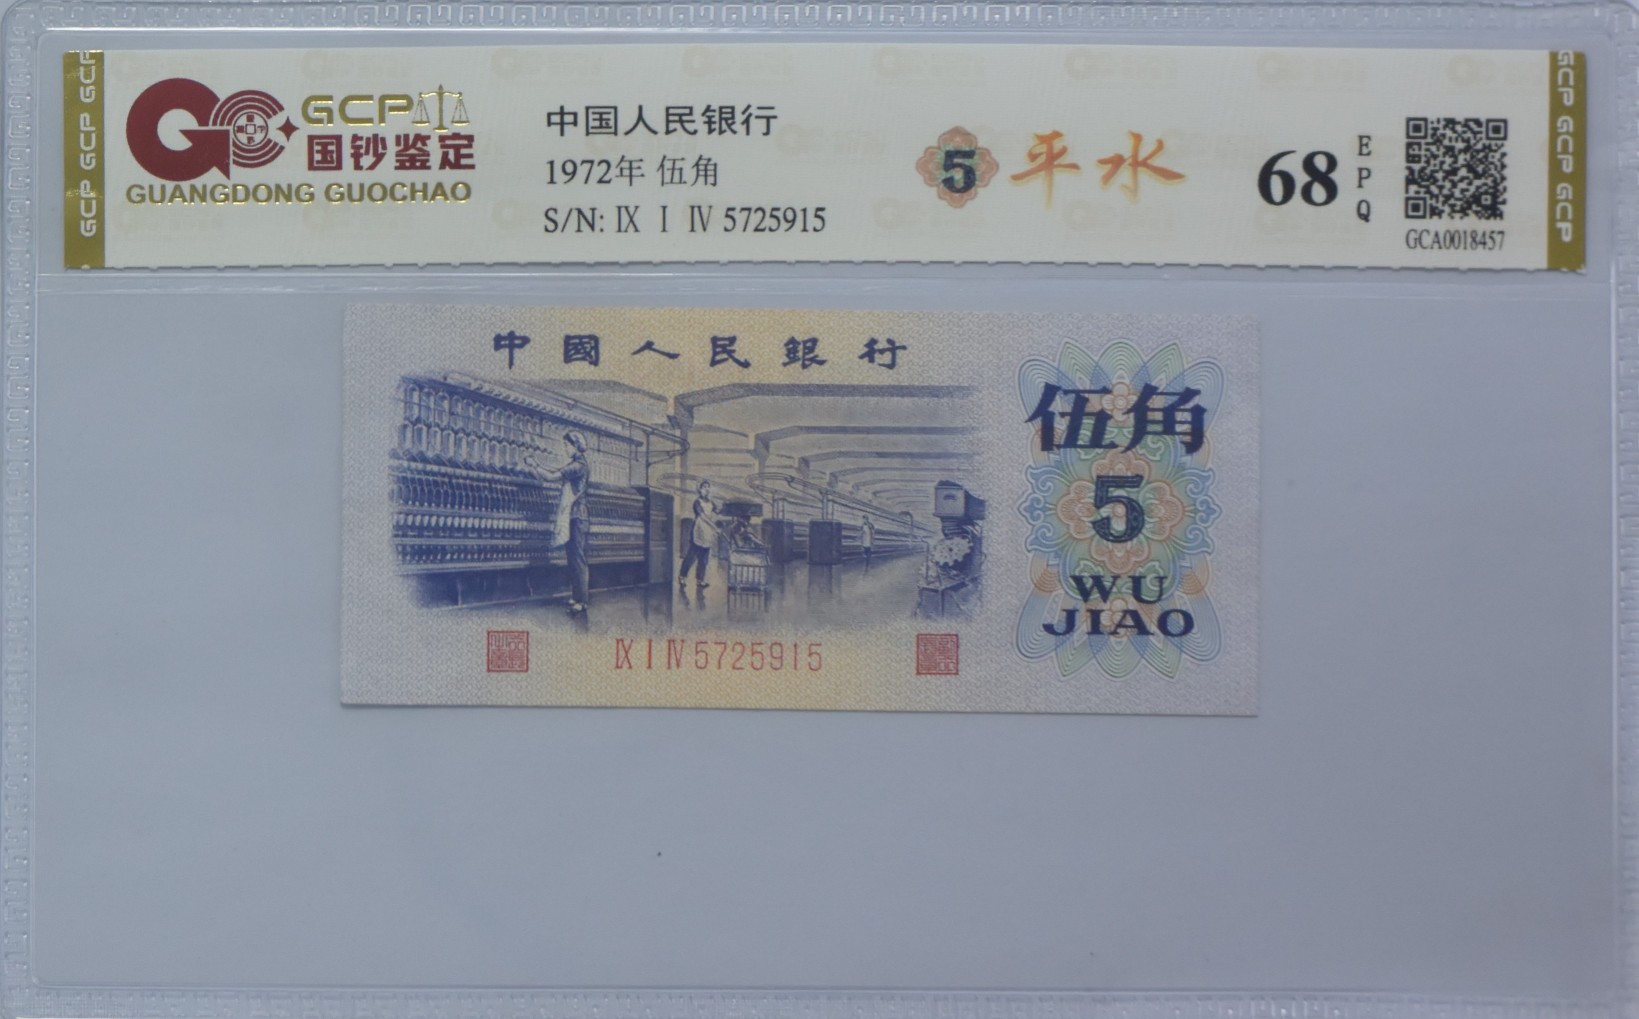 GCP
国钞鉴定
GUANGDONG GUOCHAO
中国人民银行
1972年 伍角
S/N: Ⅸ Ⅰ Ⅳ 5725915
5 平水
68
EPQ
GCA0018457
GCP GCP GCP
GCP GCP GCP
中國人民銀行
伍角
5
WU
JIAO
Ⅸ Ⅰ Ⅳ 5725915